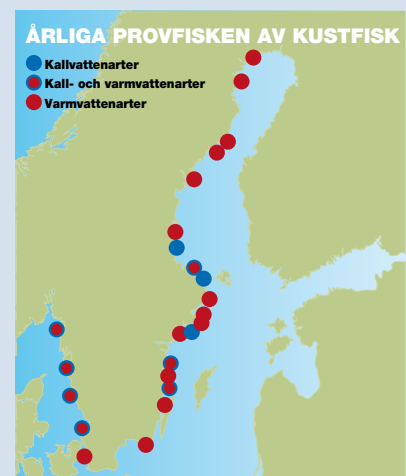 ÅRLIGA PROVFISKEN AV KUSTFISK
Kallvattenarter
Kall- och varmvattenarter
Varmvattenarter